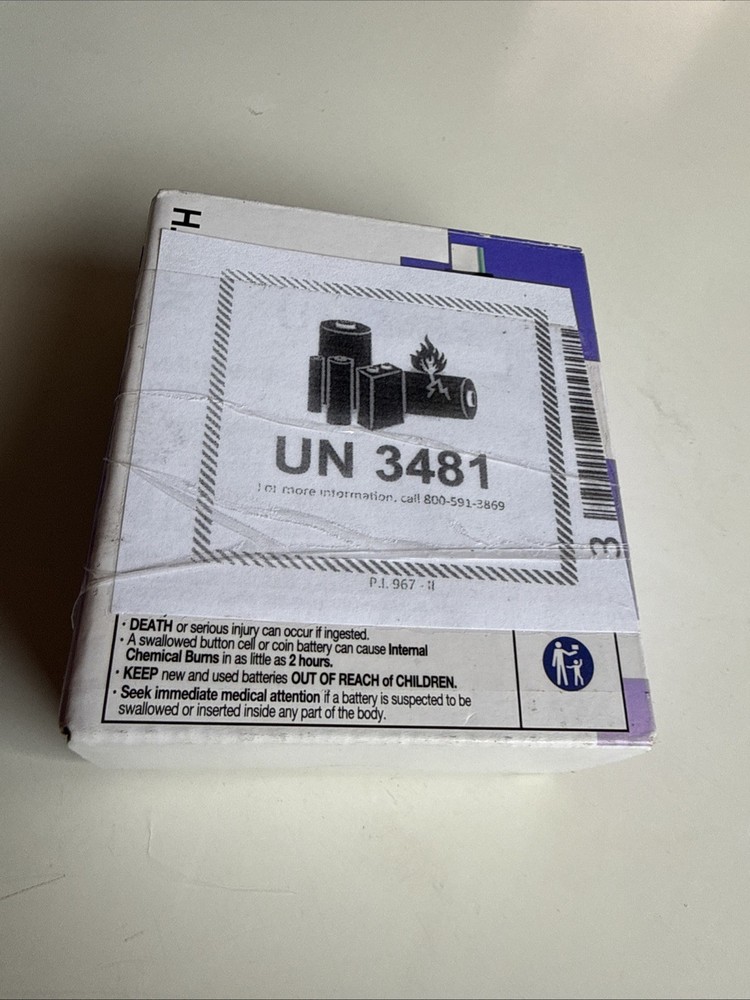 H
UN 3481
For more information, call 800-591-3869
P.I. 967 - II
3
· DEATH or serious injury can occur if ingested.
· A swallowed button cell or coin battery can cause Internal
Chemical Burns in as little as 2 hours.
· KEEP new and used batteries OUT OF REACH of CHILDREN.
· Seek immediate medical attention if a battery is suspected to be
swallowed or inserted inside any part of the body.